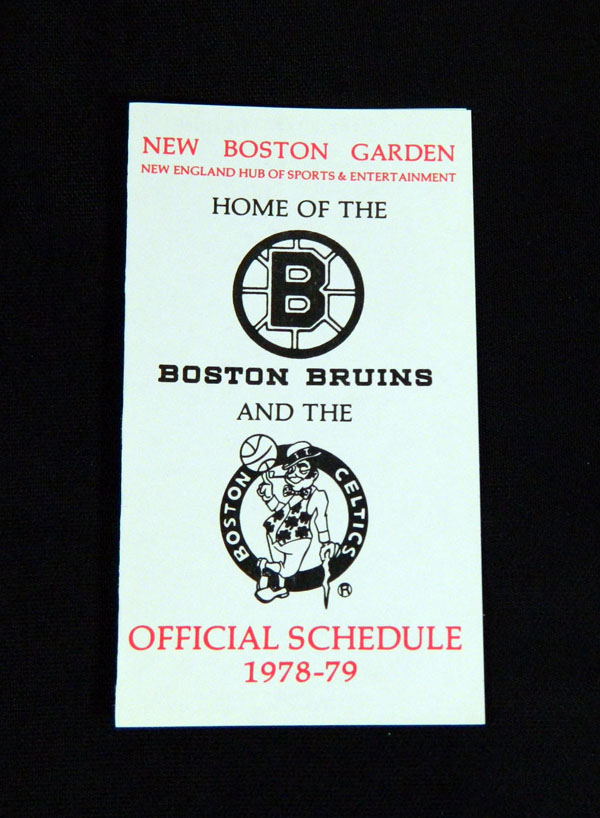 NEW BOSTON GARDEN
NEW ENGLAND HUB OF SPORTS & ENTERTAINMENT
HOME OF THE
B
BOSTON BRUINS
AND THE
BOSTON CELTICS
®
OFFICIAL SCHEDULE
1978-79